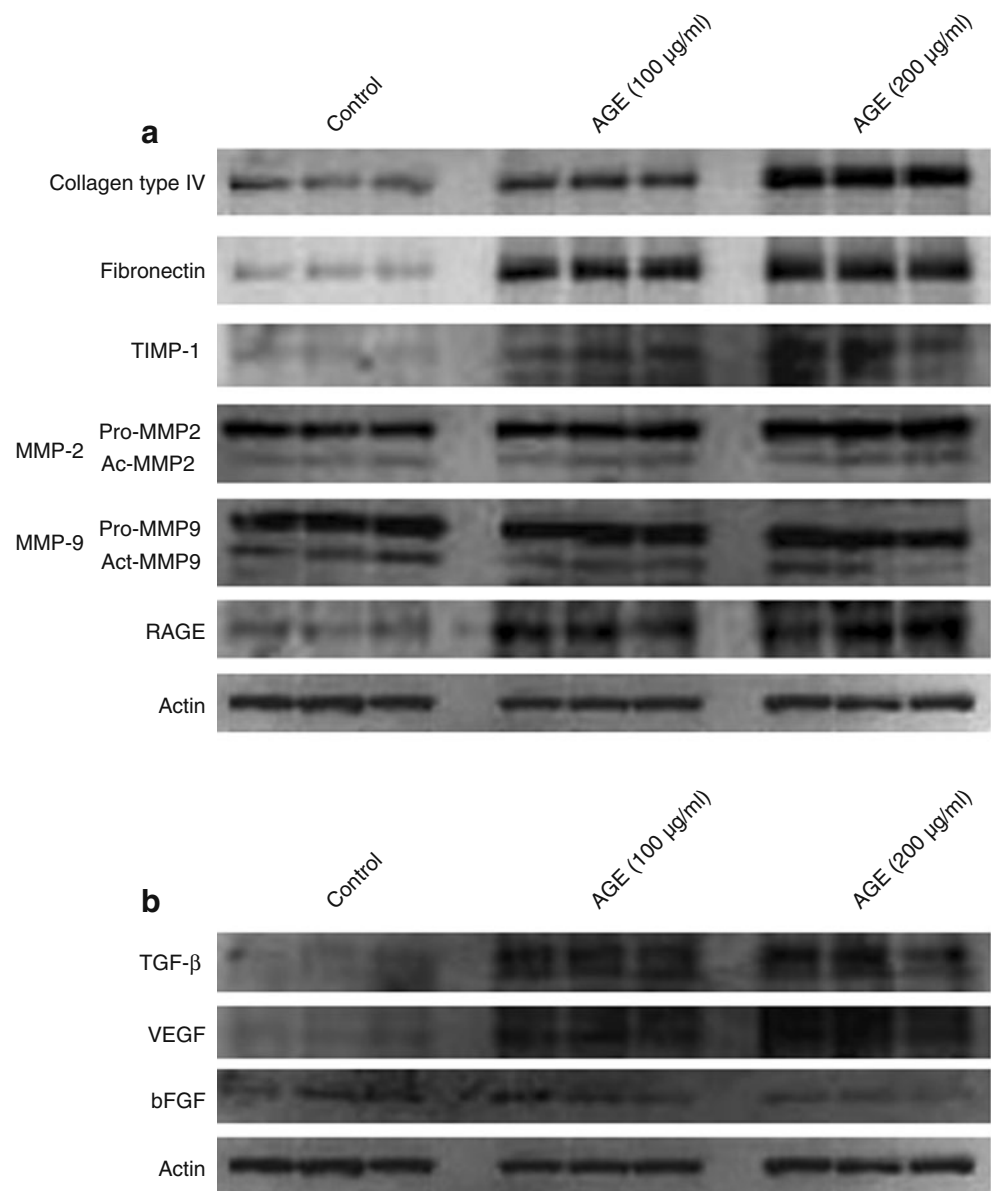 a
Control
AGE (100 µg/ml)
AGE (200 µg/ml)
Collagen type IV
Fibronectin
TIMP-1
MMP-2
Pro-MMP2
Ac-MMP2
MMP-9
Pro-MMP9
Act-MMP9
RAGE
Actin
b
Control
AGE (100 µg/ml)
AGE (200 µg/ml)
TGF-β
VEGF
bFGF
Actin